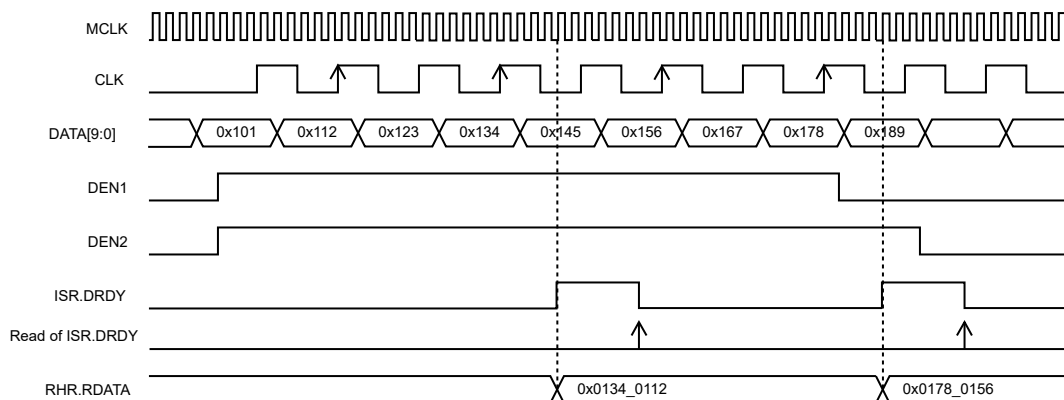 MCLK
CLK
DATA[9:0] 0x101 0x112 0x123 0x134 0x145 0x156 0x167 0x178 0x189
DEN1
DEN2
ISR.DRDY
Read of ISR.DRDY
RHR.RDATA 0x0134_0112 0x0178_0156